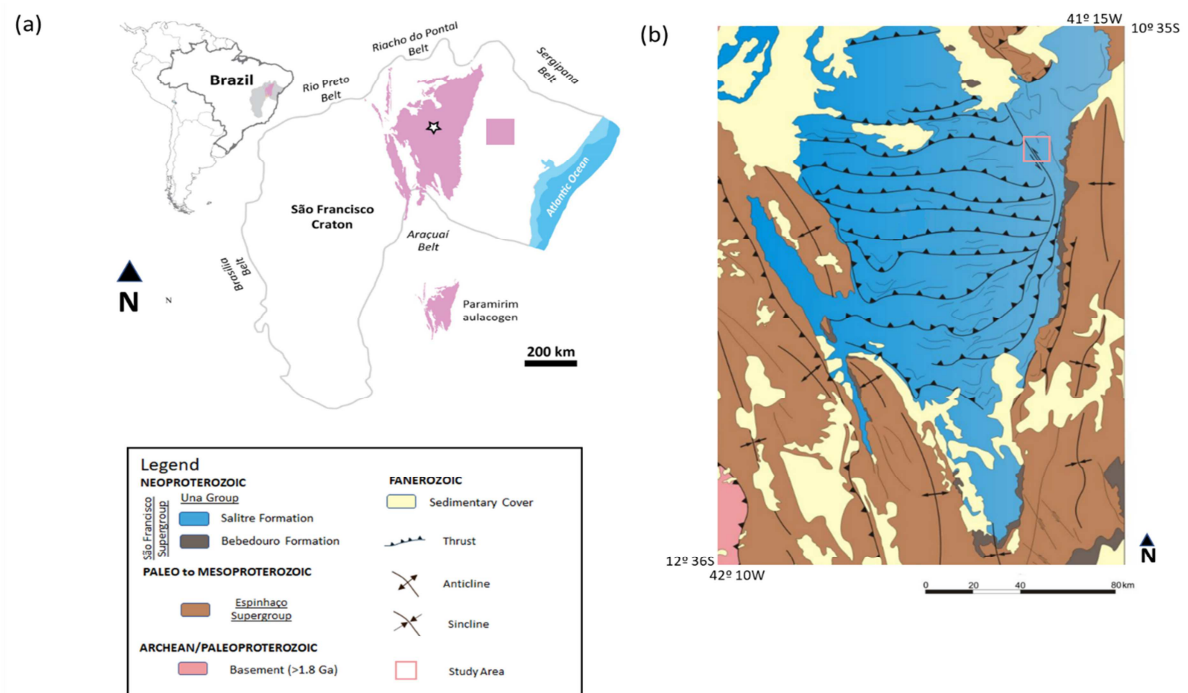 (a)
Brazil
Riacho do Pontal
Belt
Rio Preto
Belt
Sergipana
Belt
São Francisco
Craton
Atlantic Ocean
Araçuaí
Belt
Brasília
Belt
N
N
Paramirim
aulacogen
200 km
(b)
41º 15W
10º 35S
12º 36S
42º 10W
N
0 20 40 80km
Legend
NEOPROTEROZOIC
São Francisco
Supergroup
Una Group
Salitre Formation
Bebedouro Formation
PALEO to MESOPROTEROZOIC
Espinhaço
Supergroup
ARCHEAN/PALEOPROTEROZOIC
Basement (>1.8 Ga)
FANEROZOIC
Sedimentary Cover
Thrust
Anticline
Sincline
Study Area